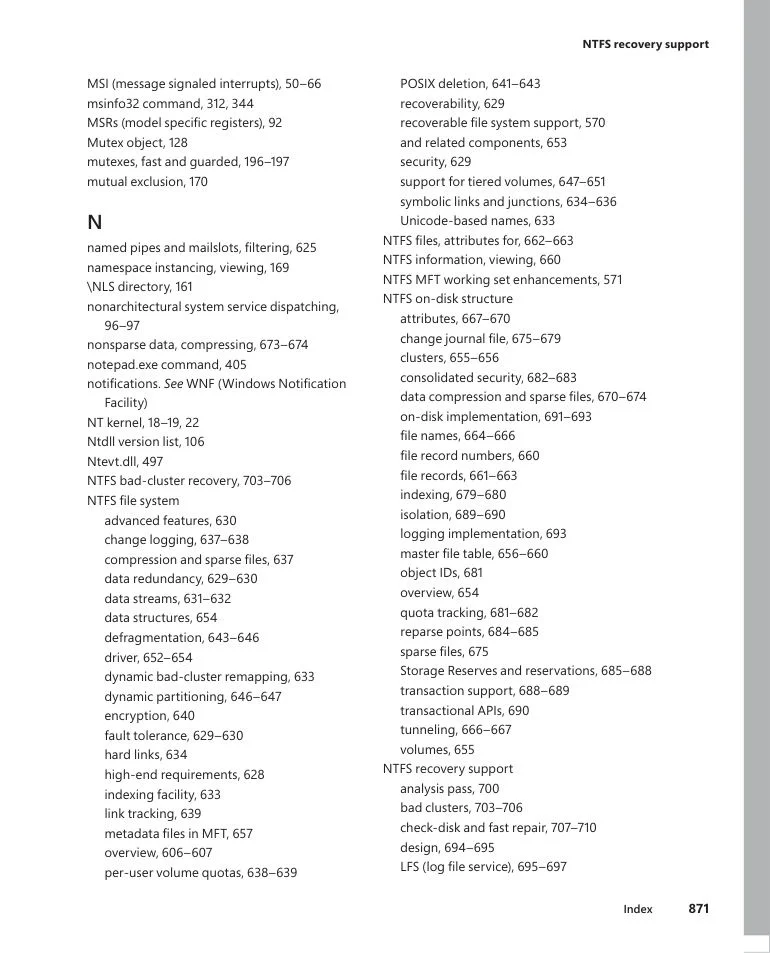 NTFS recovery support
MSI (message signaled interrupts), 50–66
msinfo32 command, 312, 344
MSRs (model specific registers), 92
Mutex object, 128
mutexes, fast and guarded, 196–197
mutual exclusion, 170
N
named pipes and mailslots, filtering, 625
namespace instancing, viewing, 169
\NLS directory, 161
nonarchitectural system service dispatching,
96–97
nonsparse data, compressing, 673–674
notepad.exe command, 405
notifications. See WNF (Windows Notification
Facility)
NT kernel, 18–19, 22
Ntdll version list, 106
Ntevt.dll, 497
NTFS bad-cluster recovery, 703–706
NTFS file system
advanced features, 630
change logging, 637–638
compression and sparse files, 637
data redundancy, 629–630
data streams, 631–632
data structures, 654
defragmentation, 643–646
driver, 652–654
dynamic bad-cluster remapping, 633
dynamic partitioning, 646–647
encryption, 640
fault tolerance, 629–630
hard links, 634
high-end requirements, 628
indexing facility, 633
link tracking, 639
metadata files in MFT, 657
overview, 606–607
per-user volume quotas, 638–639
POSIX deletion, 641–643
recoverability, 629
recoverable file system support, 570
and related components, 653
security, 629
support for tiered volumes, 647–651
symbolic links and junctions, 634–636
Unicode-based names, 633
NTFS files, attributes for, 662–663
NTFS information, viewing, 660
NTFS MFT working set enhancements, 571
NTFS on-disk structure
attributes, 667–670
change journal file, 675–679
clusters, 655–656
consolidated security, 682–683
data compression and sparse files, 670–674
on-disk implementation, 691–693
file names, 664–666
file record numbers, 660
file records, 661–663
indexing, 679–680
isolation, 689–690
logging implementation, 693
master file table, 656–660
object IDs, 681
overview, 654
quota tracking, 681–682
reparse points, 684–685
sparse files, 675
Storage Reserves and reservations, 685–688
transaction support, 688–689
transactional APIs, 690
tunneling, 666–667
volumes, 655
NTFS recovery support
analysis pass, 700
bad clusters, 703–706
check-disk and fast repair, 707–710
design, 694–695
LFS (log file service), 695–697
Index 871